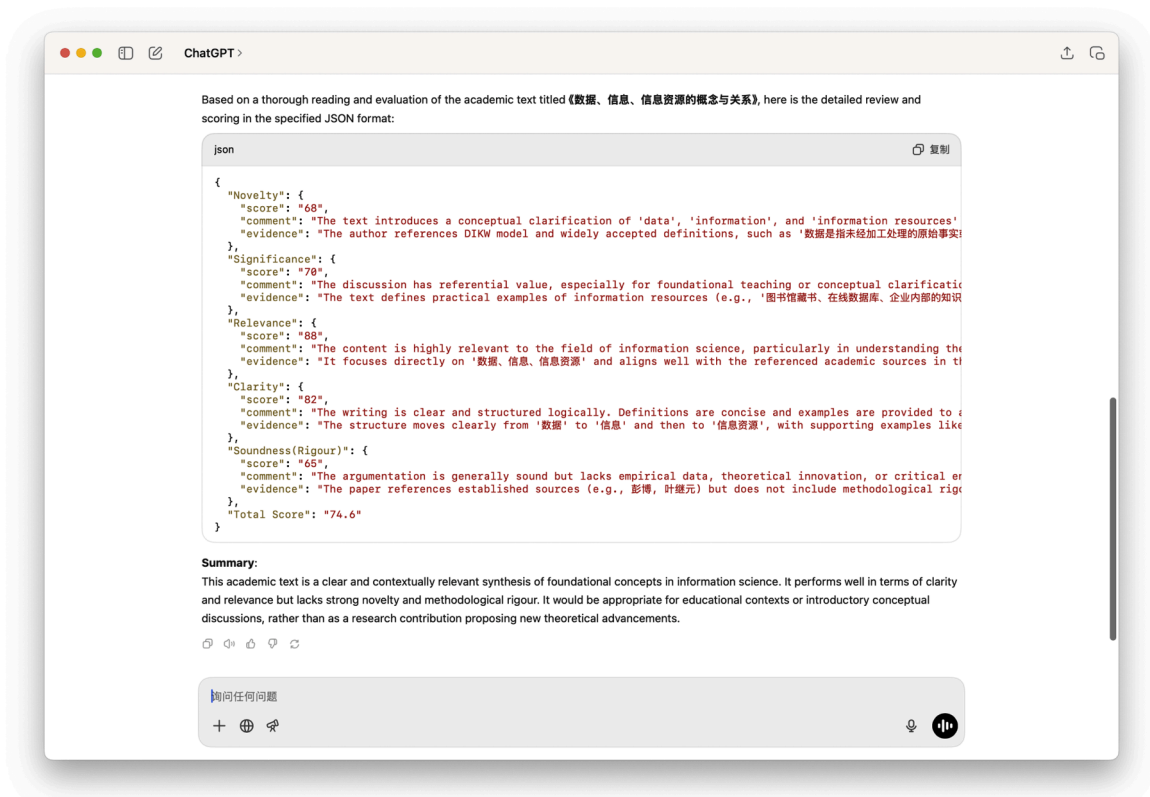 ChatGPT >
Based on a thorough reading and evaluation of the academic text titled《数据、信息、信息资源的概念与关系》, here is the detailed review and
scoring in the specified JSON format:
json 复制
{
"Novelty": {
"score": "68",
"comment": "The text introduces a conceptual clarification of 'data', 'information', and 'information resources'
"evidence": "The author references DIKW model and widely accepted definitions, such as '数据是指未经加工处理的原始事实
},
"Significance": {
"score": "70",
"comment": "The discussion has referential value, especially for foundational teaching or conceptual clarificatio
"evidence": "The text defines practical examples of information resources (e.g., '图书馆藏书、在线数据库、企业内部的知识
},
"Relevance": {
"score": "88",
"comment": "The content is highly relevant to the field of information science, particularly in understanding the
"evidence": "It focuses directly on '数据、信息、信息资源' and aligns well with the referenced academic sources in th
},
"Clarity": {
"score": "82",
"comment": "The writing is clear and structured logically. Definitions are concise and examples are provided to a
"evidence": "The structure moves clearly from '数据' to '信息' and then to '信息资源', with supporting examples like
},
"Soundness(Rigour)": {
"score": "65",
"comment": "The argumentation is generally sound but lacks empirical data, theoretical innovation, or critical en
"evidence": "The paper references established sources (e.g., 彭博, 叶继元) but does not include methodological rigo
},
"Total Score": "74.6"
}
Summary:
This academic text is a clear and contextually relevant synthesis of foundational concepts in information science. It performs well in terms of clarity
and relevance but lacks strong novelty and methodological rigour. It would be appropriate for educational contexts or introductory conceptual
discussions, rather than as a research contribution proposing new theoretical advancements.
询问任何问题